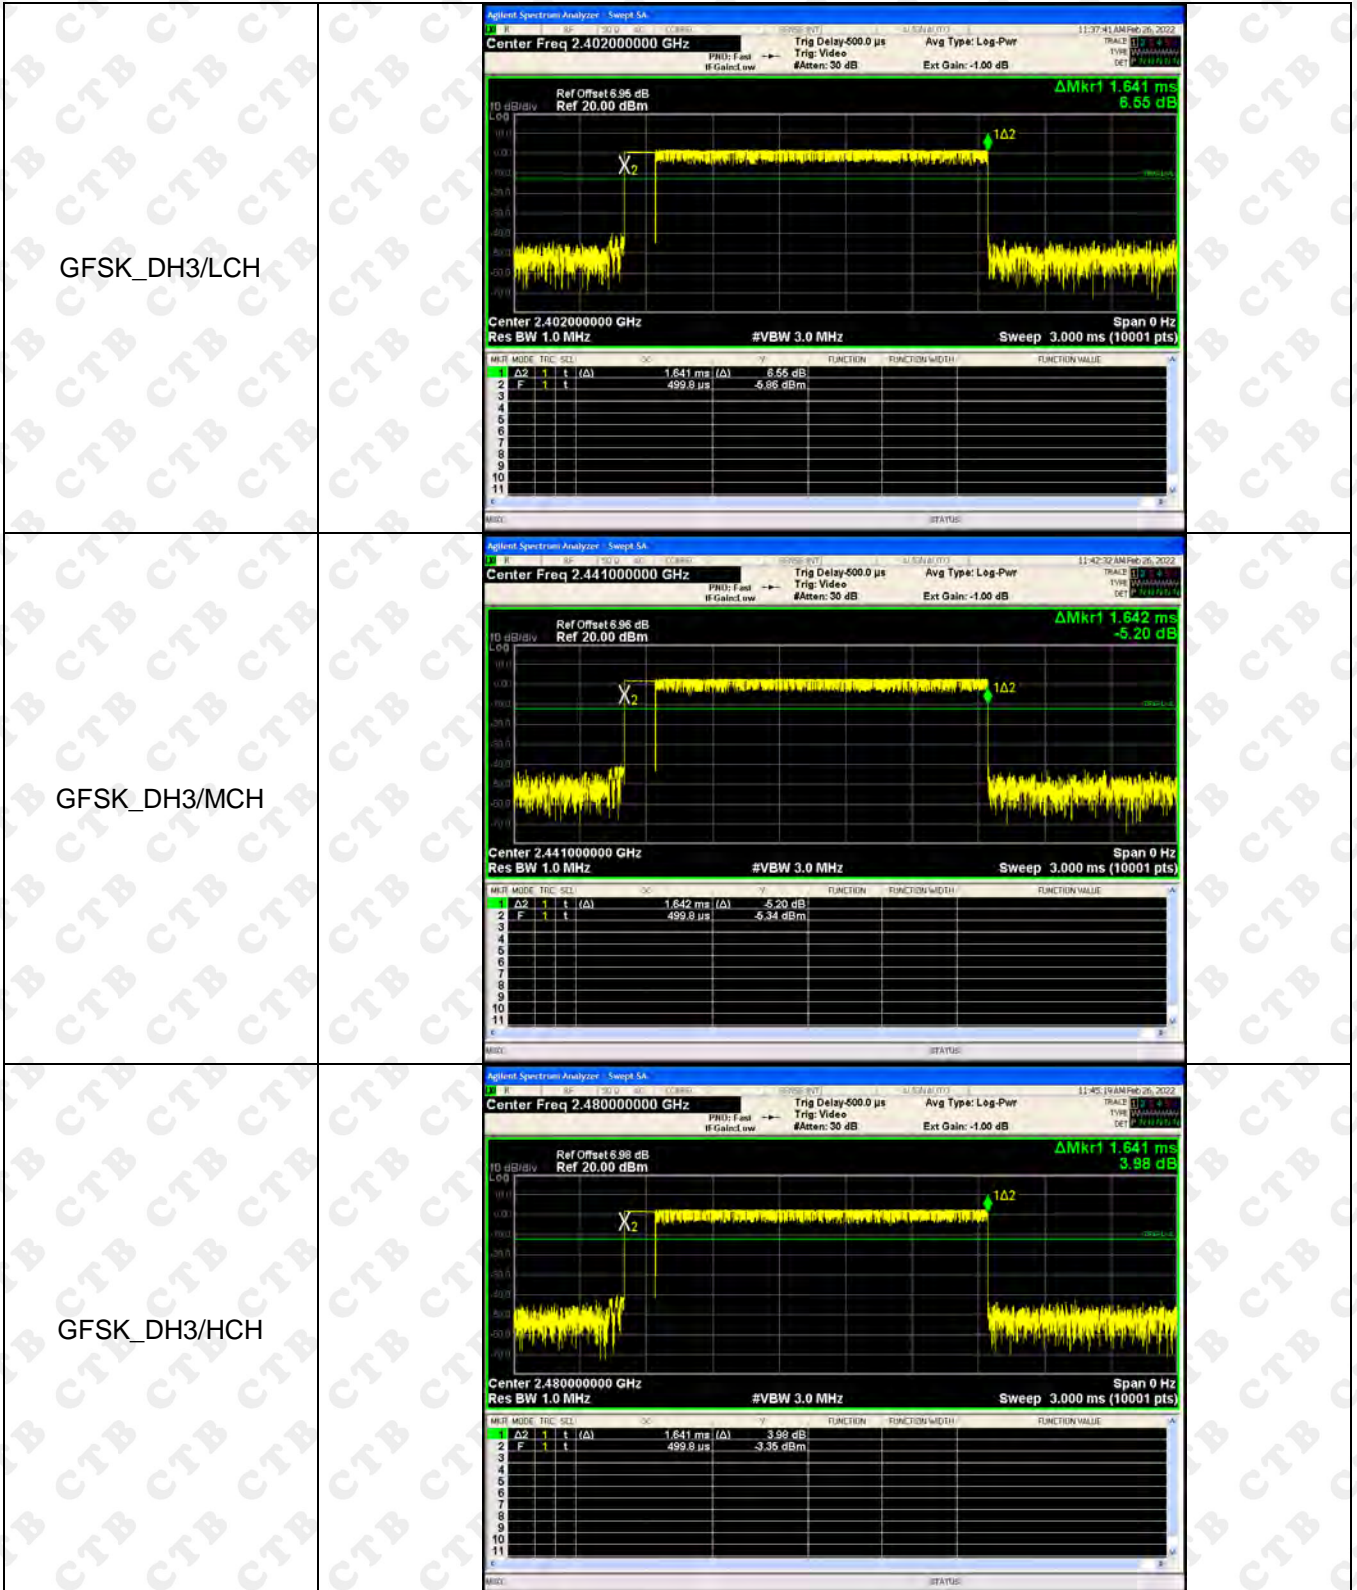 GFSK_DH3/LCH
Agilent Spectrum Analyzer - Swept SA
11:37:41 AM Feb 26, 2022
Center Freq 2.402000000 GHz
PNO: Fast
IFGain:Low
Trig Delay-500.0 µs
Trig: Video
#Atten: 30 dB
Avg Type: Log-Pwr
Ext Gain: -1.00 dB
TRACE
TYPE
DET
ΔMkr1 1.641 ms
6.55 dB
Ref Offset 6.95 dB
10 dB/div Ref 20.00 dBm
Log
1Δ2
X2
Center 2.402000000 GHz
Span 0 Hz
Res BW 1.0 MHz
#VBW 3.0 MHz
Sweep 3.000 ms (10001 pts)
MKR MODE TRC SCL X Y FUNCTION FUNCTION WIDTH FUNCTION VALUE
1 Δ2 1 t (Δ) 1.641 ms (Δ) 6.55 dB
2 F 1 t 499.8 µs -5.86 dBm
3
4
5
6
7
8
9
10
11
MSG
STATUS
GFSK_DH3/MCH
Agilent Spectrum Analyzer - Swept SA
11:42:32 AM Feb 26, 2022
Center Freq 2.441000000 GHz
PNO: Fast
IFGain:Low
Trig Delay-500.0 µs
Trig: Video
#Atten: 30 dB
Avg Type: Log-Pwr
Ext Gain: -1.00 dB
TRACE
TYPE
DET
ΔMkr1 1.642 ms
-5.20 dB
Ref Offset 6.96 dB
10 dB/div Ref 20.00 dBm
Log
1Δ2
X2
Center 2.441000000 GHz
Span 0 Hz
Res BW 1.0 MHz
#VBW 3.0 MHz
Sweep 3.000 ms (10001 pts)
MKR MODE TRC SCL X Y FUNCTION FUNCTION WIDTH FUNCTION VALUE
1 Δ2 1 t (Δ) 1.642 ms (Δ) -5.20 dB
2 F 1 t 499.8 µs -5.34 dBm
3
4
5
6
7
8
9
10
11
MSG
STATUS
GFSK_DH3/HCH
Agilent Spectrum Analyzer - Swept SA
11:45:19 AM Feb 26, 2022
Center Freq 2.480000000 GHz
PNO: Fast
IFGain:Low
Trig Delay-500.0 µs
Trig: Video
#Atten: 30 dB
Avg Type: Log-Pwr
Ext Gain: -1.00 dB
TRACE
TYPE
DET
ΔMkr1 1.641 ms
3.98 dB
Ref Offset 6.98 dB
10 dB/div Ref 20.00 dBm
Log
1Δ2
X2
Center 2.480000000 GHz
Span 0 Hz
Res BW 1.0 MHz
#VBW 3.0 MHz
Sweep 3.000 ms (10001 pts)
MKR MODE TRC SCL X Y FUNCTION FUNCTION WIDTH FUNCTION VALUE
1 Δ2 1 t (Δ) 1.641 ms (Δ) 3.98 dB
2 F 1 t 499.8 µs -3.35 dBm
3
4
5
6
7
8
9
10
11
MSG
STATUS